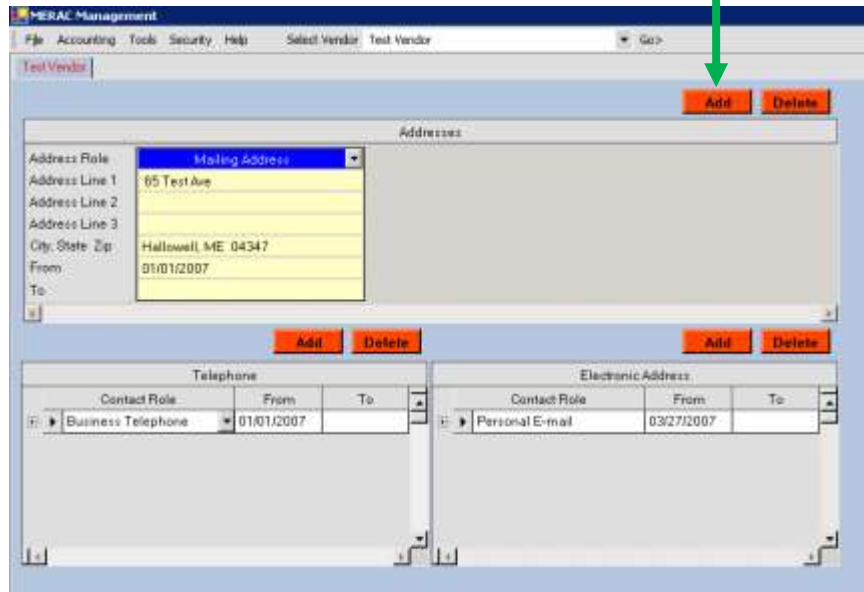 MERAC Management
File Accounting Tools Security Help Select Vendor Test Vendor Go>
Test Vendor
Add Delete
Addresses
Address Role Mailing Address
Address Line 1 65 Test Ave
Address Line 2
Address Line 3
City, State Zip Hallowell, ME 04347
From 01/01/2007
To
Add Delete Add Delete
Telephone Electronic Address
Contact Role From To Contact Role From To
Business Telephone 01/01/2007 Personal E-mail 03/27/2007